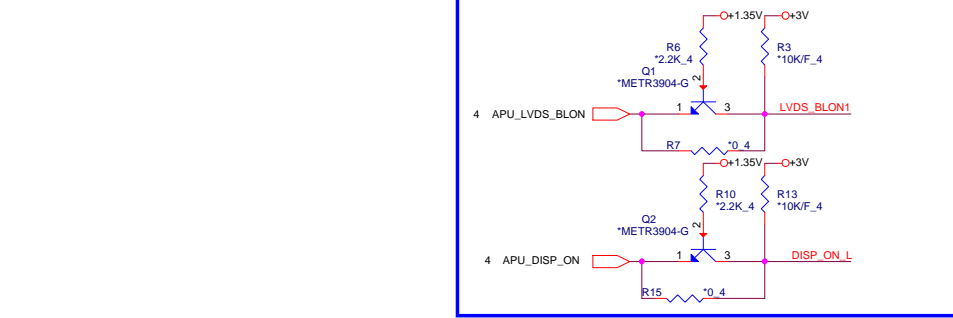 +1.35V +3V
R6 R3
*2.2K_4 *10K/F_4
Q1
*METR3904-G 2
4 APU_LVDS_BLON 1 3 LVDS_BLON1
R7 *0_4
+1.35V +3V
R10 R13
*2.2K_4 *10K/F_4
Q2
*METR3904-G 2
4 APU_DISP_ON 1 3 DISP_ON_L
R15 *0_4